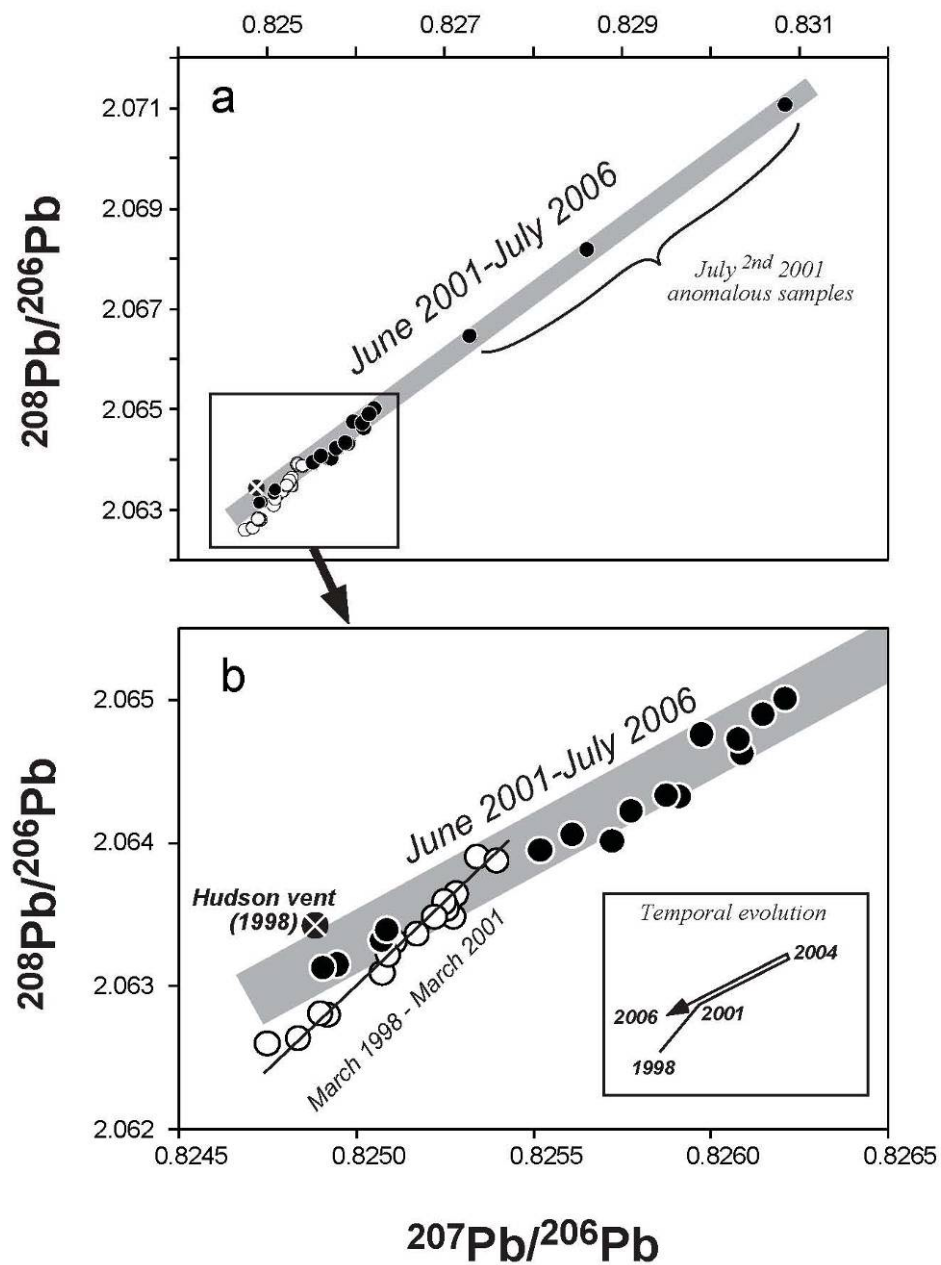 0.825 0.827 0.829 0.831
a
2.071
2.069
2.067
2.065
2.063
208Pb/206Pb
June 2001-July 2006
July 2nd 2001
anomalous samples
b
2.065
2.064
2.063
2.062
208Pb/206Pb
June 2001-July 2006
Hudson vent
(1998)
March 1998 - March 2001
Temporal evolution
2004
2006
2001
1998
0.82450 0.8250 0.8255 0.8260 0.8265
207Pb/206Pb